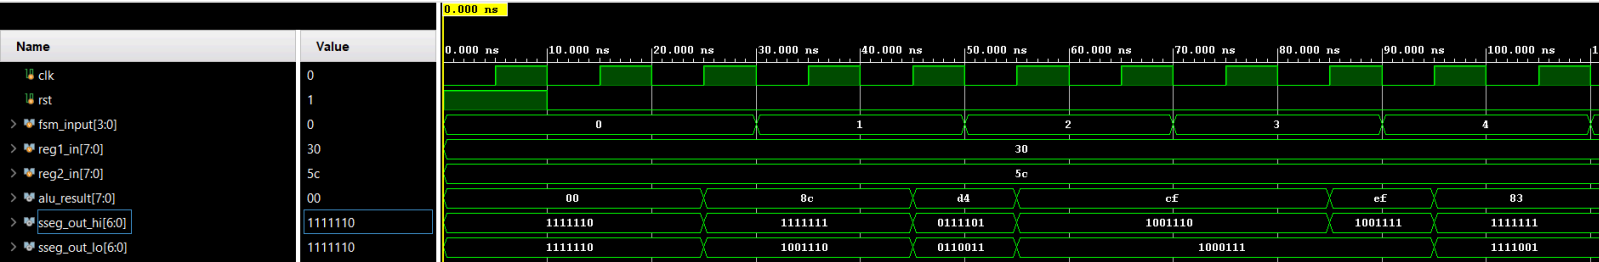 0.000 ns
Name Value
0.000 ns 10.000 ns 20.000 ns 30.000 ns 40.000 ns 50.000 ns 60.000 ns 70.000 ns 80.000 ns 90.000 ns 100.000 ns 1
clk 0
rst 1
fsm_input[3:0] 0 0 1 2 3 4
reg1_in[7:0] 30 30
reg2_in[7:0] 5c 5c
alu_result[7:0] 00 00 8c d4 cf ef 83
sseg_out_hi[6:0] 1111110 1111110 1111111 0111101 1001110 1001111 1111111
sseg_out_lo[6:0] 1111110 1111110 1001110 0110011 1000111 1111001